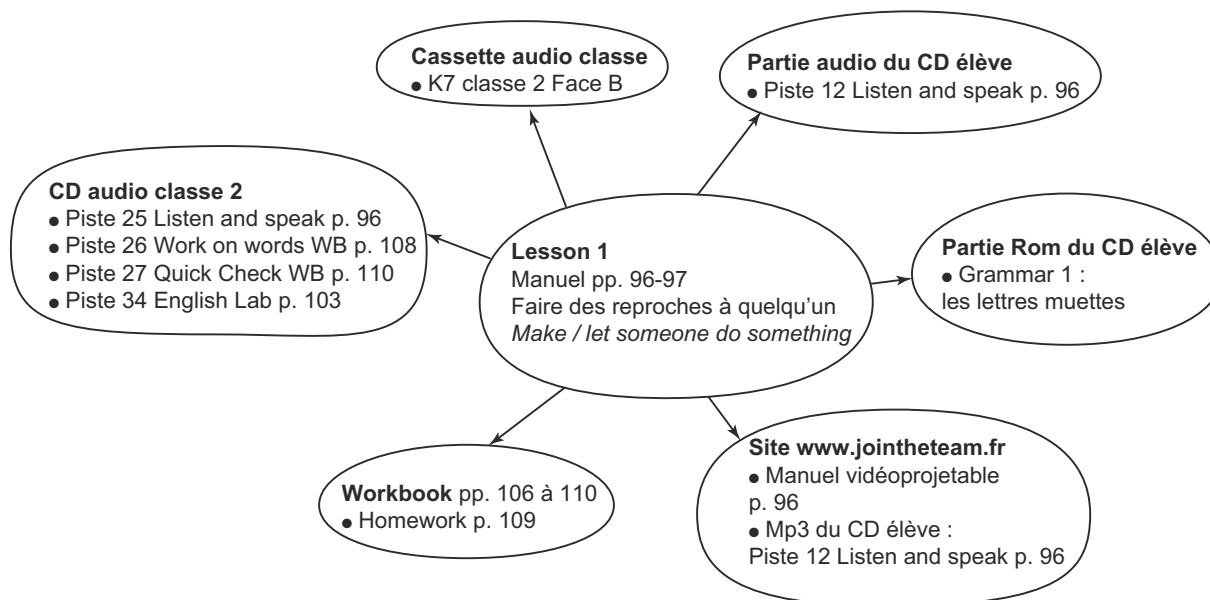 Cassette audio classe
● K7 classe 2 Face B
Partie audio du CD élève
● Piste 12 Listen and speak p. 96
CD audio classe 2
● Piste 25 Listen and speak p. 96
● Piste 26 Work on words WB p. 108
● Piste 27 Quick Check WB p. 110
● Piste 34 English Lab p. 103
Lesson 1
Manuel pp. 96-97
Faire des reproches à quelqu'un
Make / let someone do something
Partie Rom du CD élève
● Grammar 1 :
les lettres muettes
Workbook pp. 106 à 110
● Homework p. 109
Site www.jointheteam.fr
● Manuel vidéoprojetable
p. 96
● Mp3 du CD élève :
Piste 12 Listen and speak p. 96